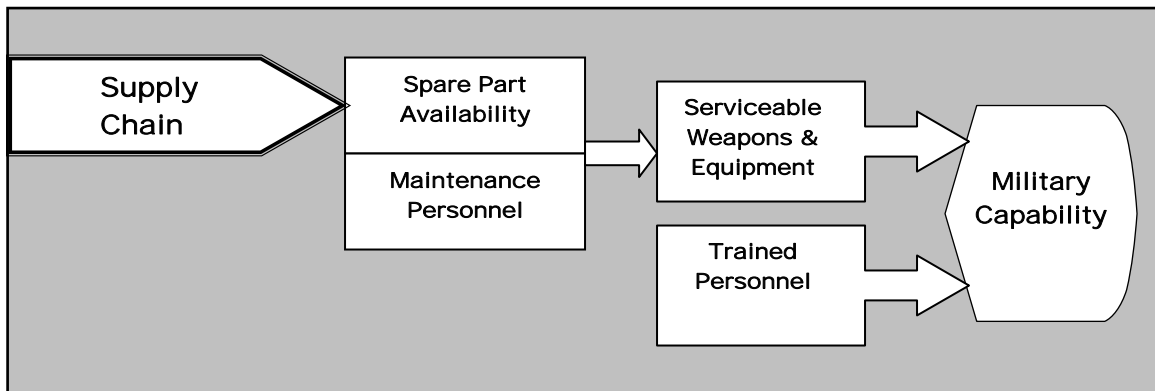 Supply
Chain
Spare Part
Availability
Maintenance
Personnel
Serviceable
Weapons &
Equipment
Trained
Personnel
Military
Capability